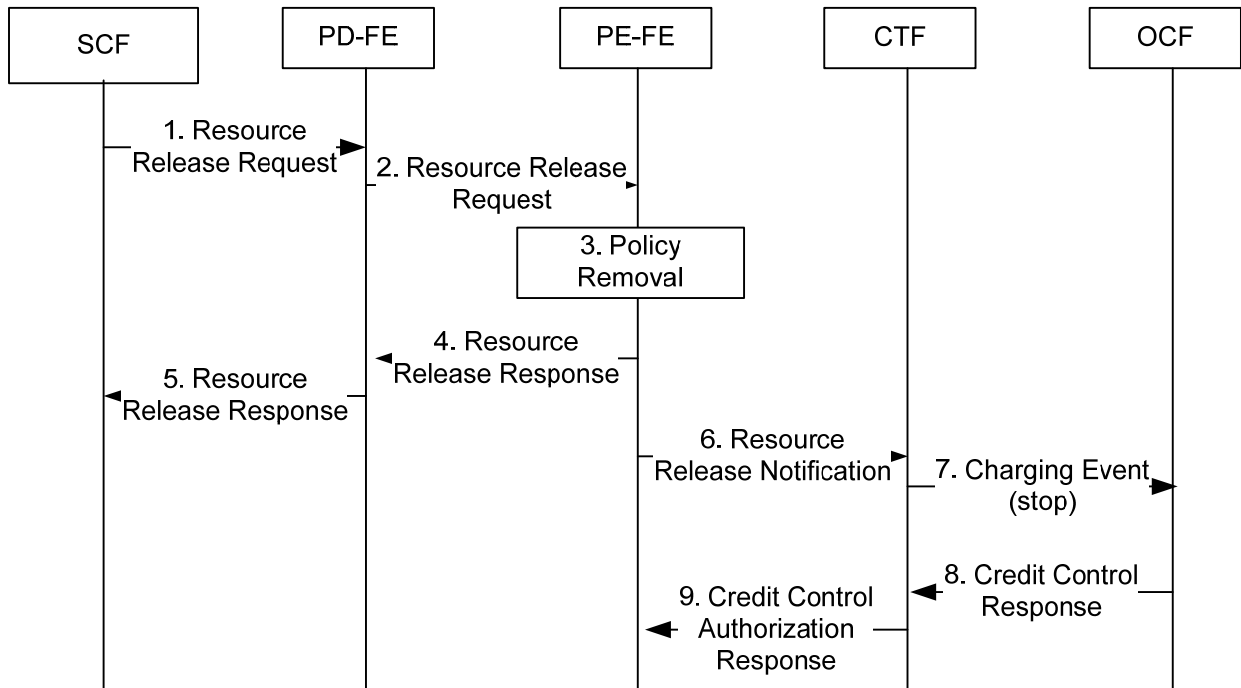 SCF
PD-FE
PE-FE
CTF
OCF
1. Resource
Release Request
2. Resource Release
Request
3. Policy
Removal
4. Resource
Release Response
5. Resource
Release Response
6. Resource
Release Notification
7. Charging Event
(stop)
8. Credit Control
Response
9. Credit Control
Authorization
Response